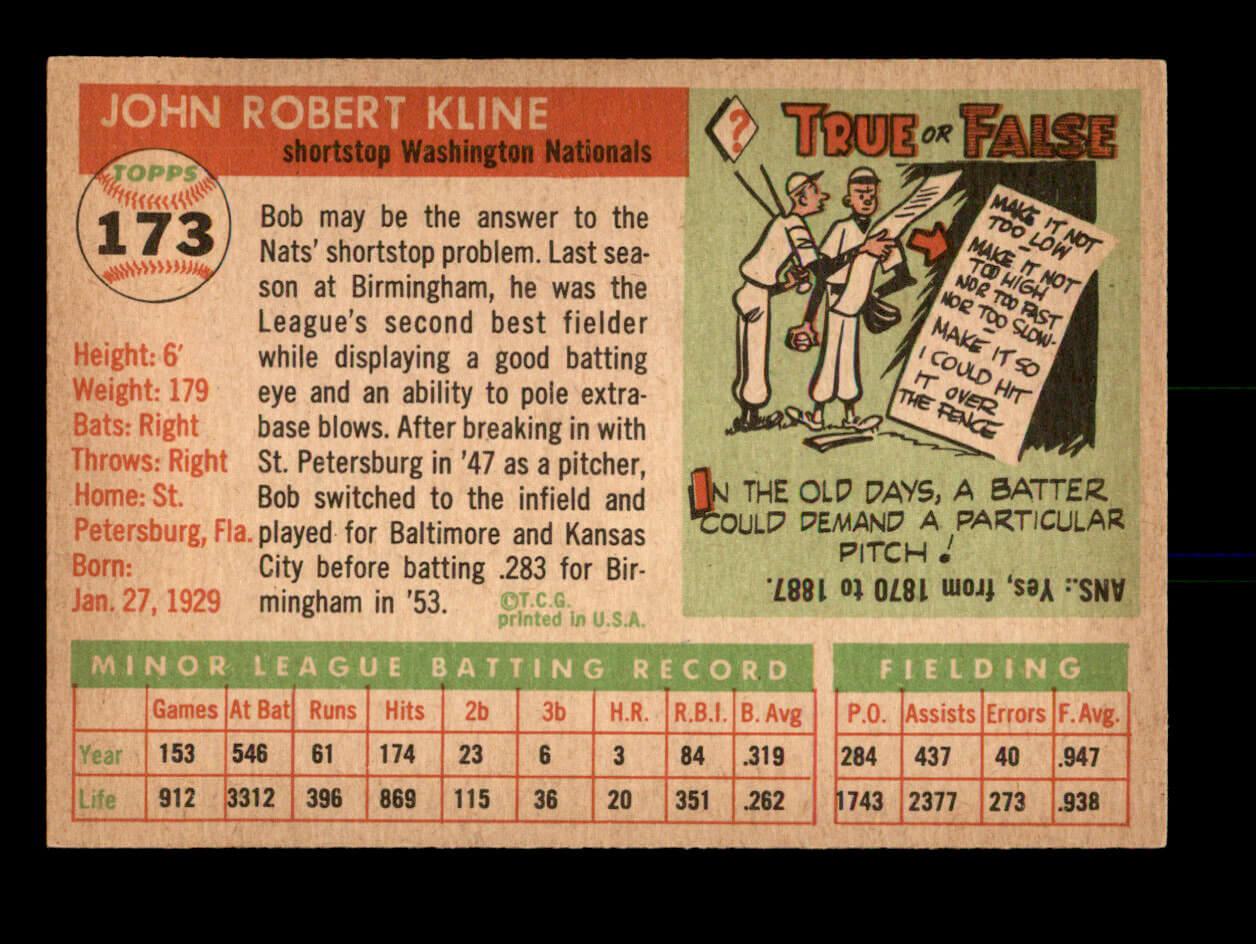 JOHN ROBERT KLINE
shortstop Washington Nationals
TOPPS
173
Height: 6'
Weight: 179
Bats: Right
Throws: Right
Home: St.
Petersburg, Fla.
Born:
Jan. 27, 1929
Bob may be the answer to the
Nats' shortstop problem. Last sea-
son at Birmingham, he was the
League's second best fielder
while displaying a good batting
eye and an ability to pole extra-
base blows. After breaking in with
St. Petersburg in '47 as a pitcher,
Bob switched to the infield and
played for Baltimore and Kansas
City before batting .283 for Bir-
mingham in '53.
©T.C.G.
printed in U.S.A.
?
TRUE OR FALSE
MAKE IT NOT
TOO LOW
MAKE IT NOT
TOO HIGH
NOR TOO FAST
NOR TOO SLOW-
MAKE IT SO
I COULD HIT
IT OVER
THE FENCE
IN THE OLD DAYS, A BATTER
COULD DEMAND A PARTICULAR
PITCH!
ANS.: Yes, from 1870 to 1887.
MINOR LEAGUE BATTING RECORD
Games At Bat Runs Hits 2b 3b H.R. R.B.I. B. Avg
Year 153 546 61 174 23 6 3 84 .319
Life 912 3312 396 869 115 36 20 351 .262
FIELDING
P.O. Assists Errors F. Avg.
284 437 40 .947
1743 2377 273 .938